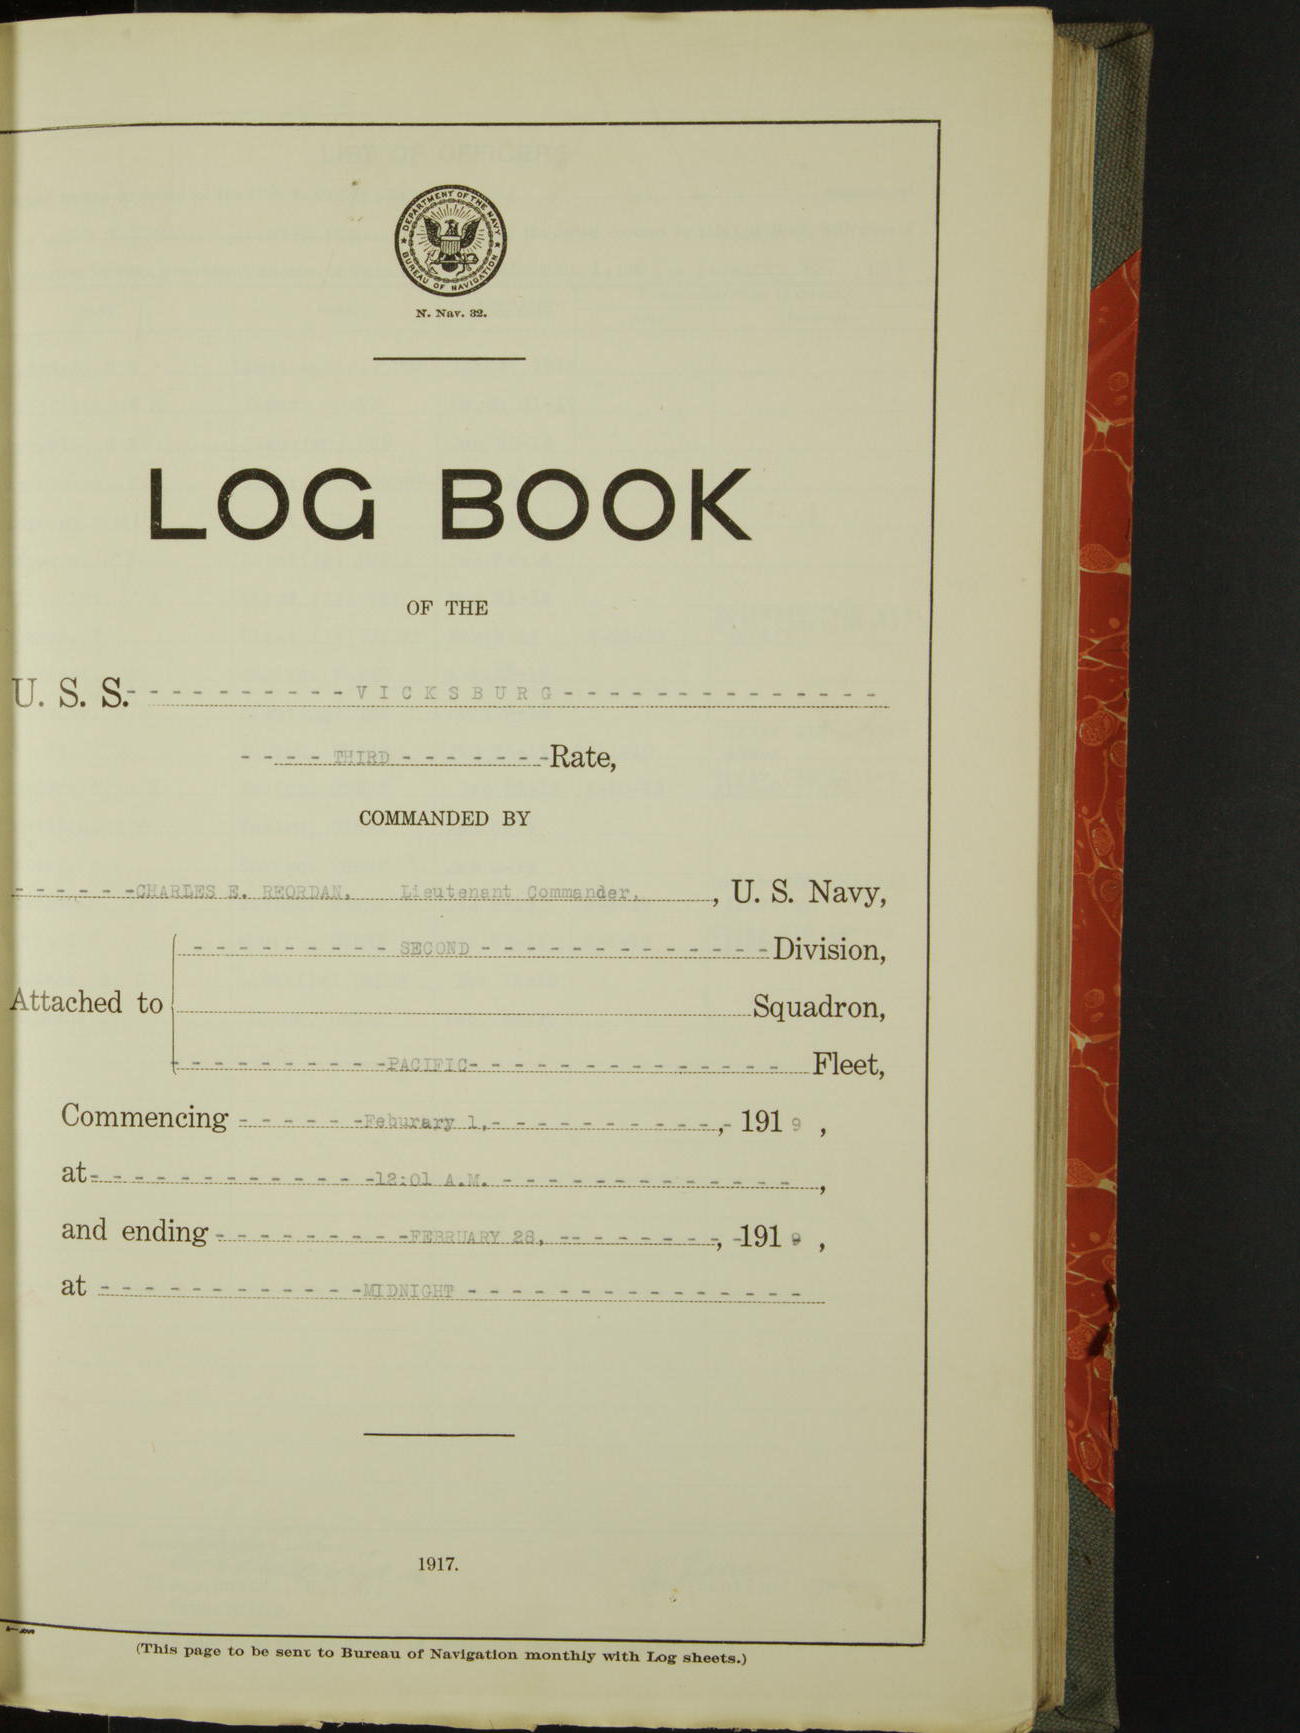 DEPARTMENT OF THE NAVY
BUREAU OF NAVIGATION
N. Nav. 32.
LOG BOOK
OF THE
U. S. S. - - - - - - - - - - VICKSBURG - - - - - - - - - - - - - -
- - - - - THIRD - - - - - - - Rate,
COMMANDED BY
- - - - - - CHARLES E. REORDAN, Lieutenant Commander, , U. S. Navy,
- - - - - - - - - SECOND - - - - - - - - - - - - - Division,
Attached to Squadron,
- - - - - - - - - - PACIFIC - - - - - - - - - - - - - - Fleet,
Commencing - - - - - - Feburary 1, - - - - - - - - - - , - 1919 ,
at - - - - - - - - - - - - - 12:01 A.M. - - - - - - - - - - - - - ,
and ending - - - - - - - - - FEBRUARY 28, - - - - - - - - , - 1919 ,
at - - - - - - - - - - - - MIDNIGHT - - - - - - - - - - - - - - -
1917.
(This page to be sent to Bureau of Navigation monthly with Log sheets.)